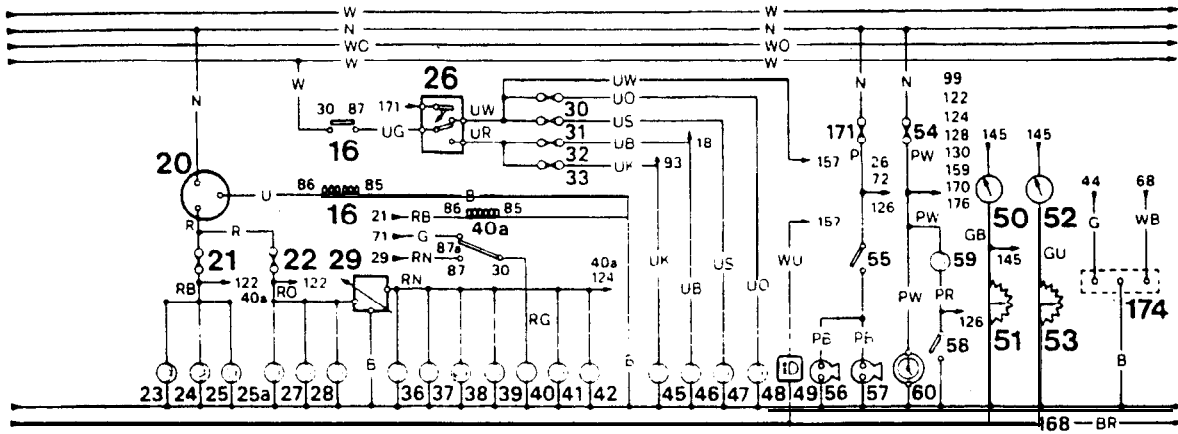 W W
N N
WC WO
W W
W N N N 99
26 UW
122
30 87 171 UW UO 124
N 30 US 171 54 128 145 145
UG UR 31 UB 18 130
16 32 P PW 159
20 UK 93 157 26 170
33 72 176 44 68
86 85 B
U 126 50 52
R 16 21 RB 86 85 157 PW G WB
R 40a GB
71 G 87a
21 22 29 29 RN 87 30 40a UK US WU 55 59 145 GU
122 122 RN 124 UB UO
RB 40a RO PW PR 174
RG 126
B B PB PB 58 51 53 B
1D
23 24 25 25a 27 28 36 37 38 39 40 41 42 45 46 47 48 49 56 57 60
168 BR